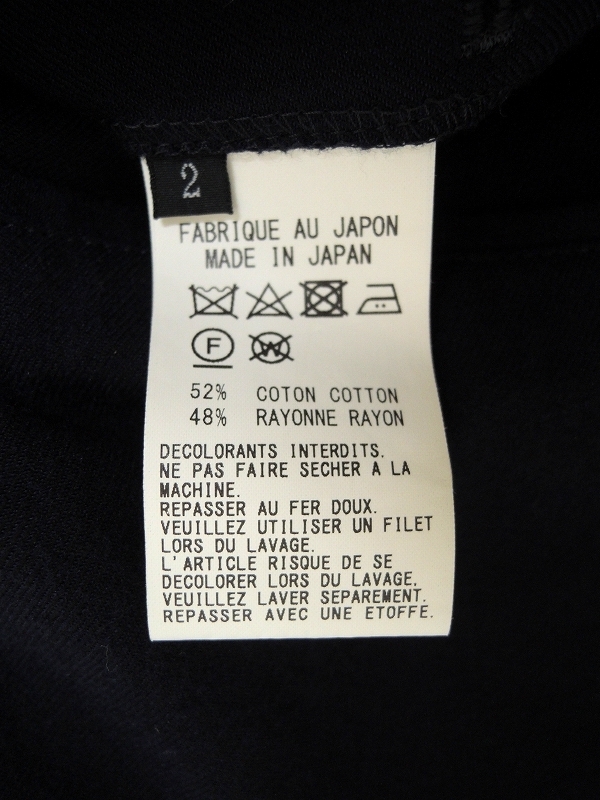 2
FABRIQUE AU JAPON
MADE IN JAPAN
F W
52% COTON COTTON
48% RAYONNE RAYON
DECOLORANTS INTERDITS.
NE PAS FAIRE SECHER A LA
MACHINE.
REPASSER AU FER DOUX.
VEUILLEZ UTILISER UN FILET
LORS DU LAVAGE.
L'ARTICLE RISQUE DE SE
DECOLORER LORS DU LAVAGE,
VEUILLEZ LAVER SEPAREMENT.
REPASSER AVEC UNE ETOFFE.